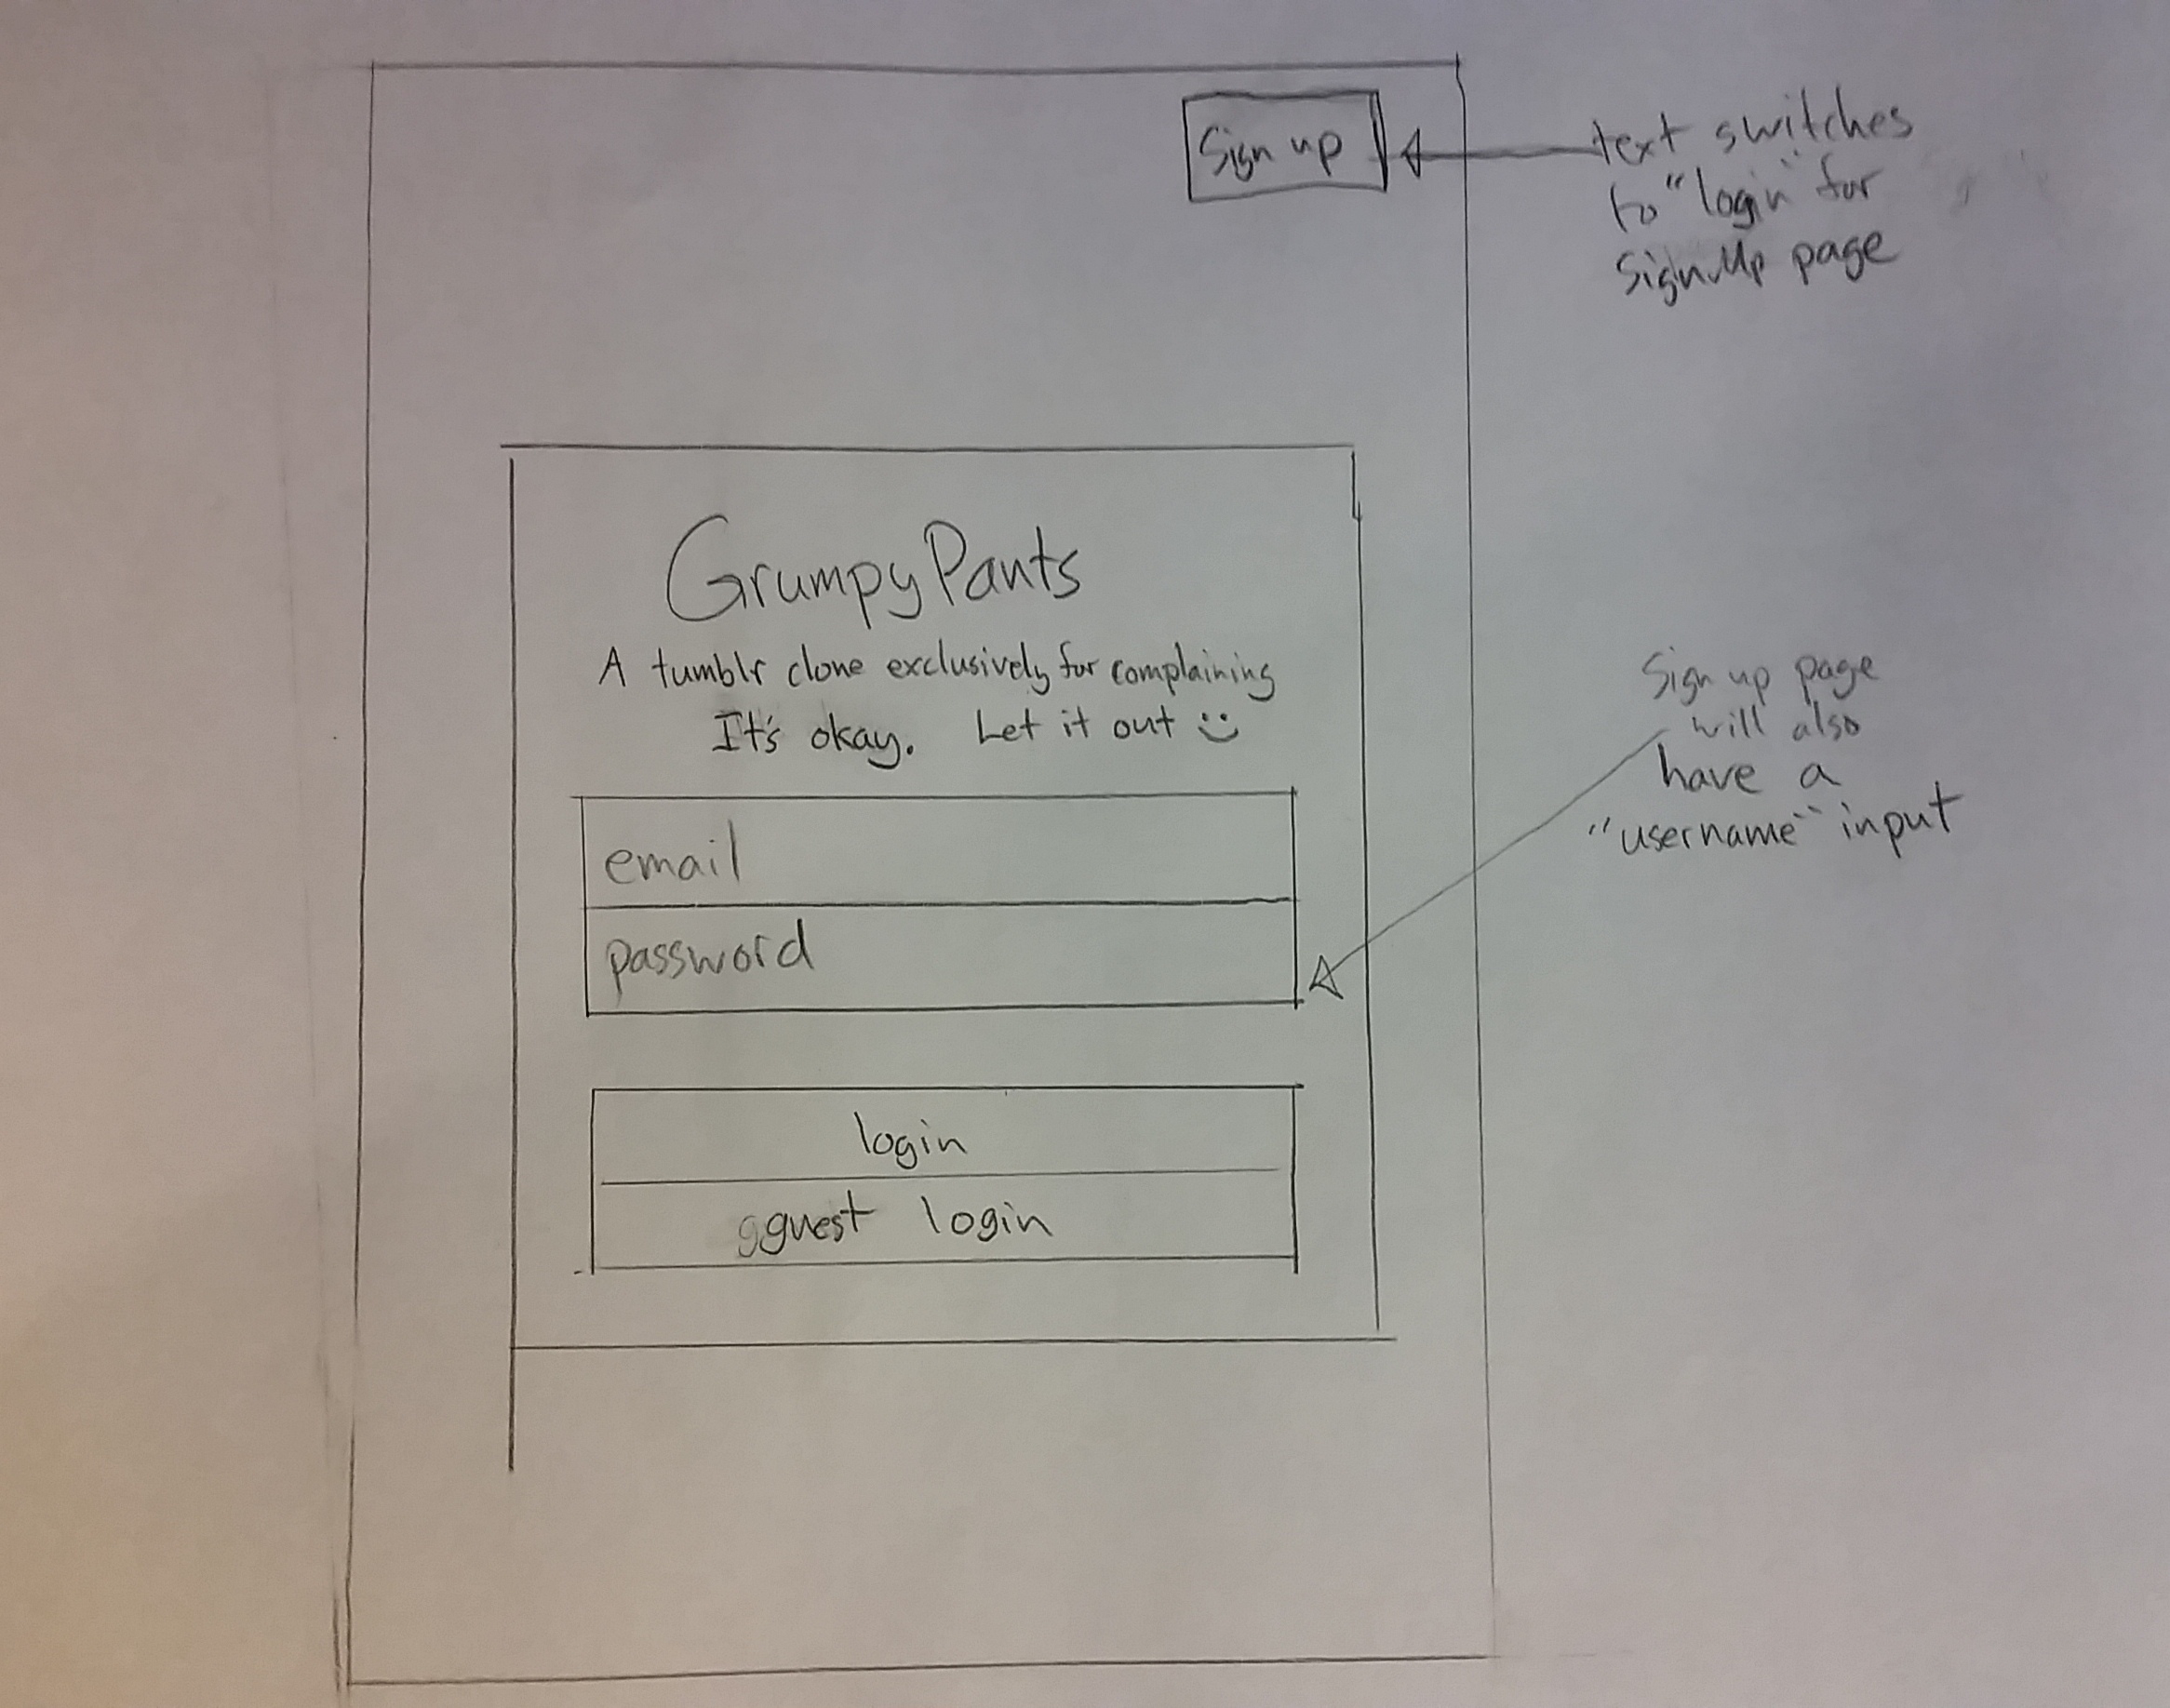 Sign up
text switches
to "login" for
SignUp page
GrumpyPants
A tumblr clone exclusively for complaining
It's okay. Let it out :)
Sign up page
will also
have a
"username" input
email
password
login
gguest login